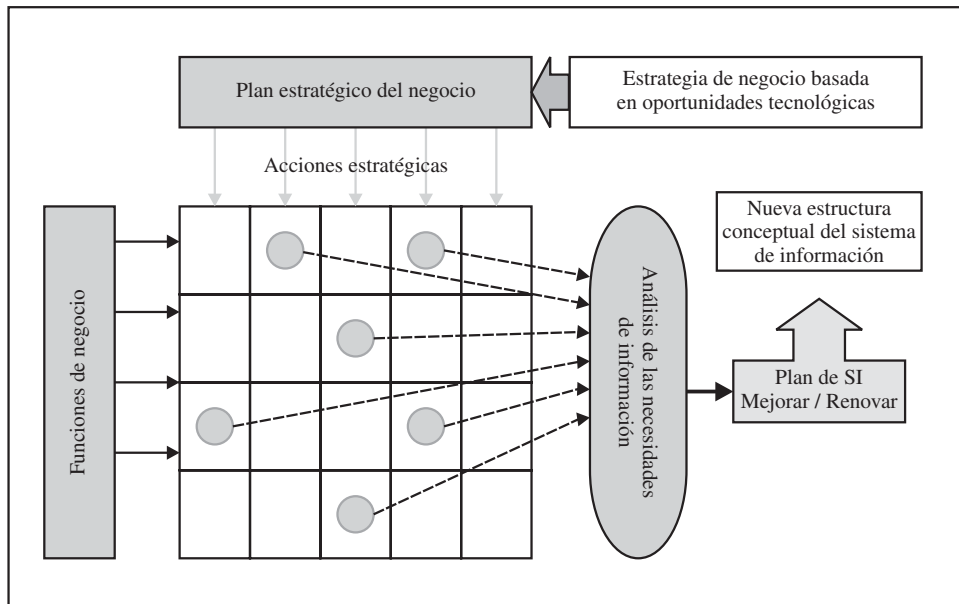 Plan estratégico del negocio
Estrategia de negocio basada
en oportunidades tecnológicas
Acciones estratégicas
Funciones de negocio
Análisis de las necesidades
de información
Nueva estructura
conceptual del sistema
de información
Plan de SI
Mejorar / Renovar